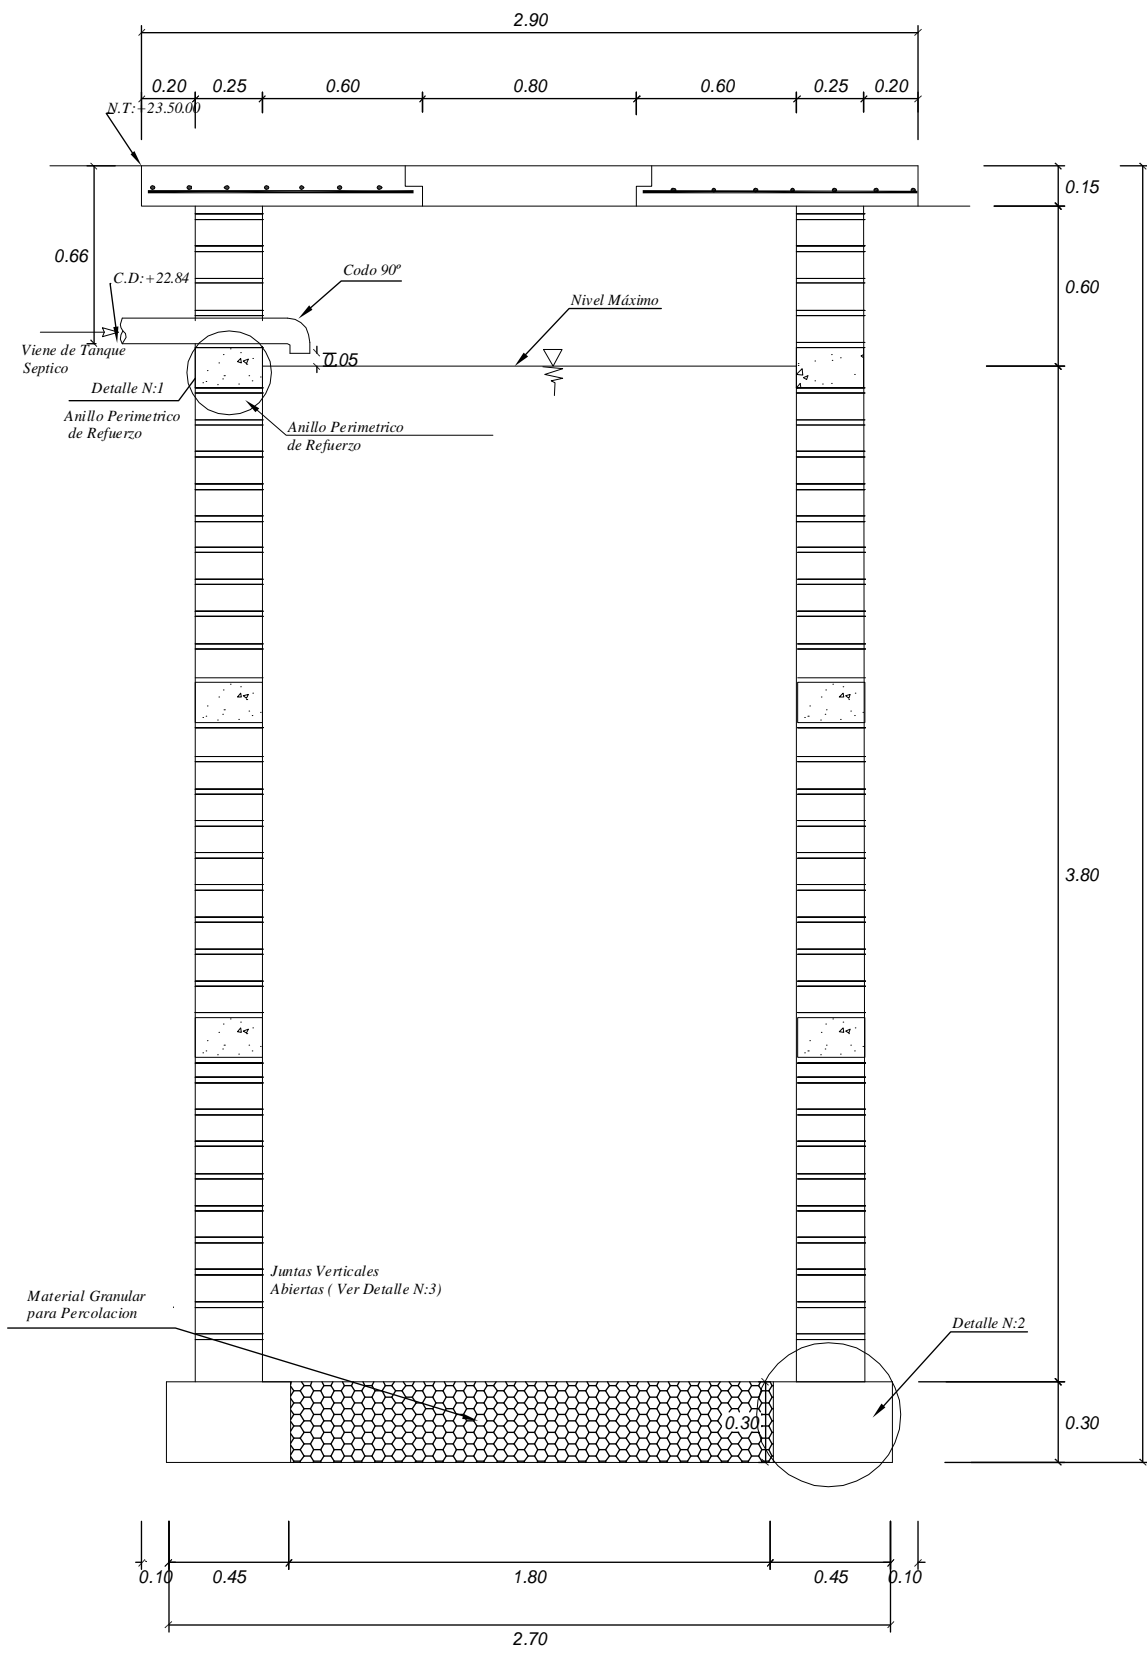 2.90
0.20
0.25
0.60
0.80
0.60
0.25
0.20
N.T:+23.50.00
0.15
0.66
C.D:+22.84
Codo 90º
0.60
Nivel Máximo
Viene de Tanque
Septico
0.05
Detalle N:1
Anillo Perimetrico
de Refuerzo
Anillo Perimetrico
de Refuerzo
3.80
Juntas Verticales
Abiertas ( Ver Detalle N:3)
Material Granular
para Percolacion
Detalle N:2
0.30
0.30
0.10
0.45
1.80
0.45
0.10
2.70